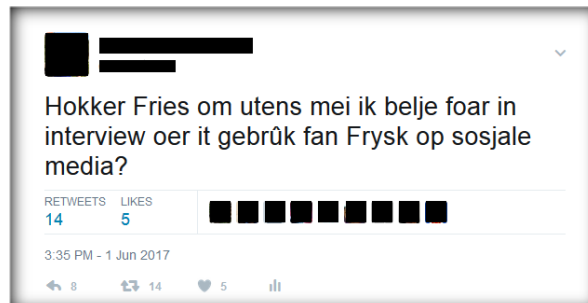 Hokker Fries om utens mei ik belje foar in
interview oer it gebrûk fan Frysk op sosjale
media?
RETWEETS LIKES
14 5
3:35 PM - 1 Jun 2017
8 14 5